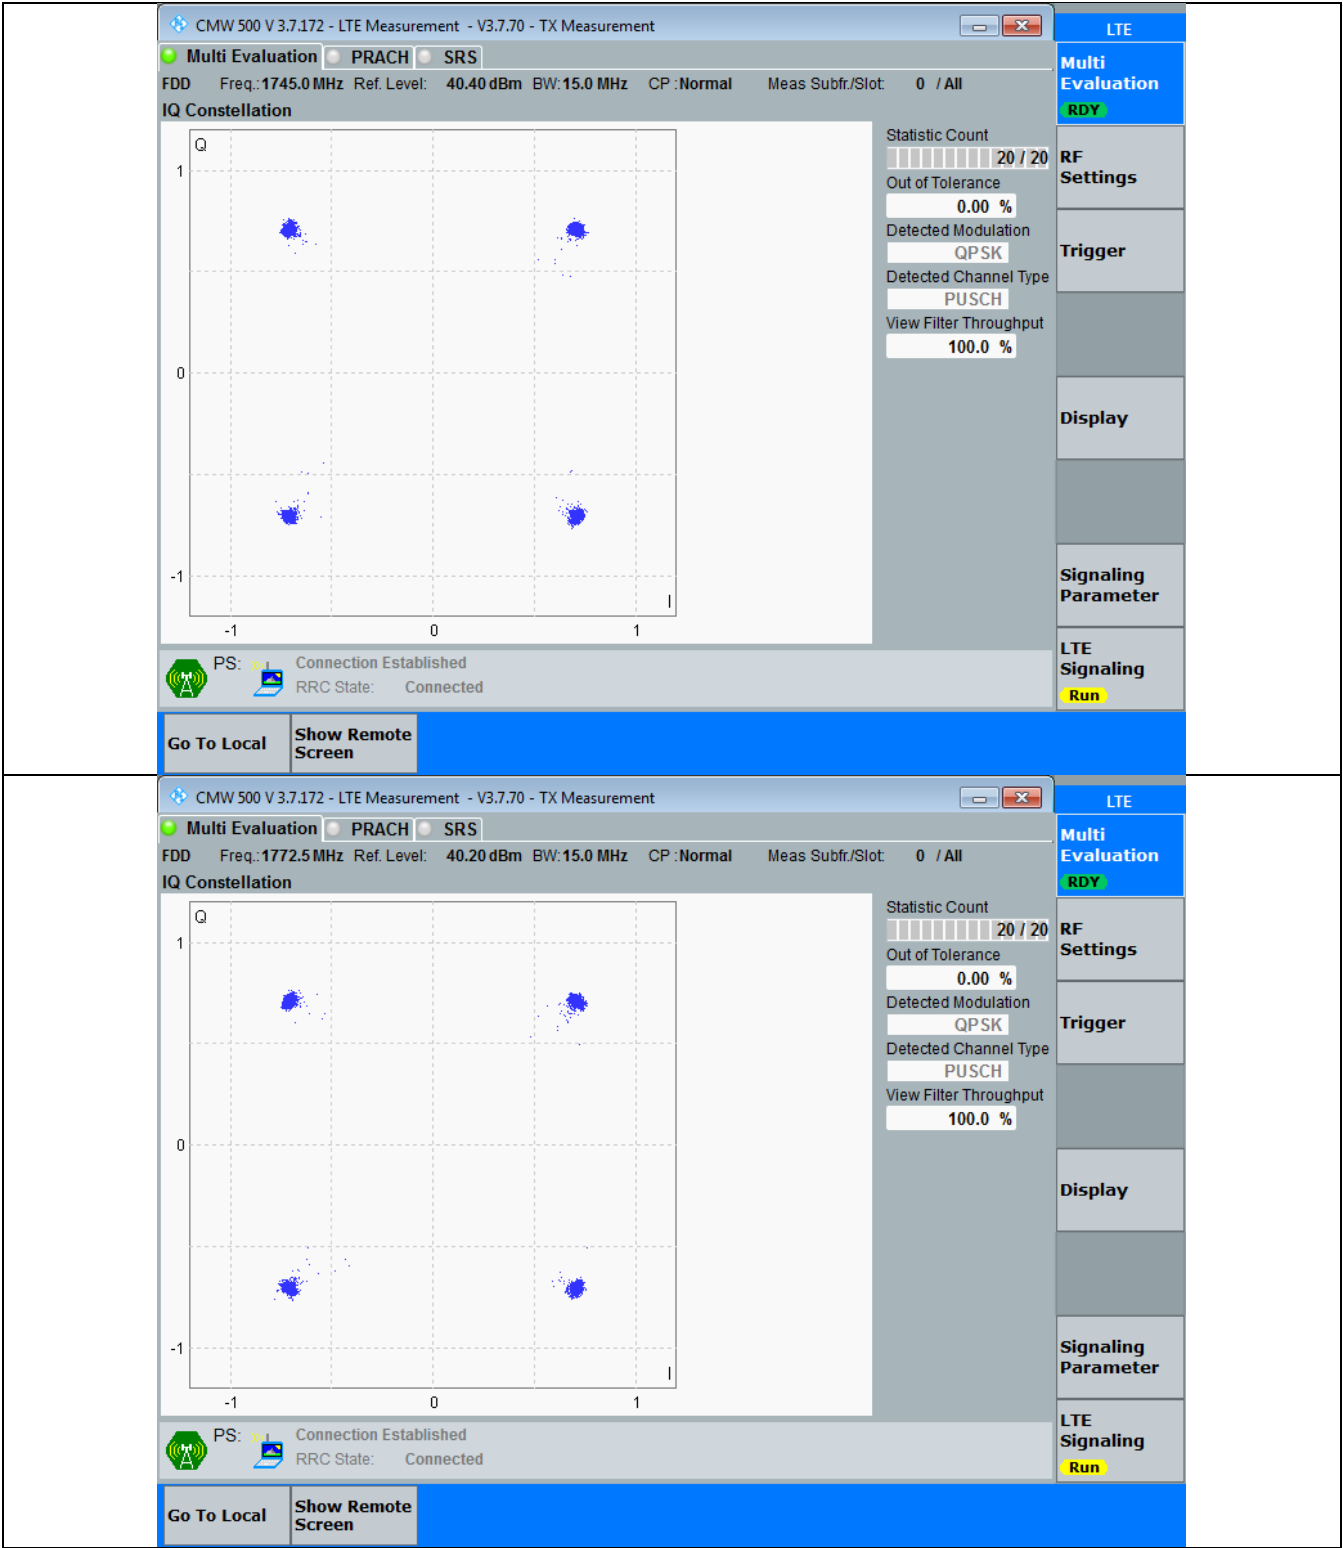 CMW 500 V 3.7.172 - LTE Measurement - V3.7.70 - TX Measurement
LTE
Multi Evaluation PRACH SRS
FDD Freq.: 1745.0 MHz Ref. Level: 40.40 dBm BW: 15.0 MHz CP : Normal Meas Subfr./Slot: 0 / All
IQ Constellation
Q
1
0
-1
I
-1 0 1
Statistic Count
20 / 20
Out of Tolerance
0.00 %
Detected Modulation
QPSK
Detected Channel Type
PUSCH
View Filter Throughput
100.0 %
Multi
Evaluation
RDY
RF
Settings
Trigger
Display
Signaling
Parameter
LTE
Signaling
Run
PS: Connection Established
RRC State: Connected
Go To Local
Show Remote
Screen
CMW 500 V 3.7.172 - LTE Measurement - V3.7.70 - TX Measurement
LTE
Multi Evaluation PRACH SRS
FDD Freq.: 1772.5 MHz Ref. Level: 40.20 dBm BW: 15.0 MHz CP : Normal Meas Subfr./Slot: 0 / All
IQ Constellation
Q
1
0
-1
I
-1 0 1
Statistic Count
20 / 20
Out of Tolerance
0.00 %
Detected Modulation
QPSK
Detected Channel Type
PUSCH
View Filter Throughput
100.0 %
Multi
Evaluation
RDY
RF
Settings
Trigger
Display
Signaling
Parameter
LTE
Signaling
Run
PS: Connection Established
RRC State: Connected
Go To Local
Show Remote
Screen